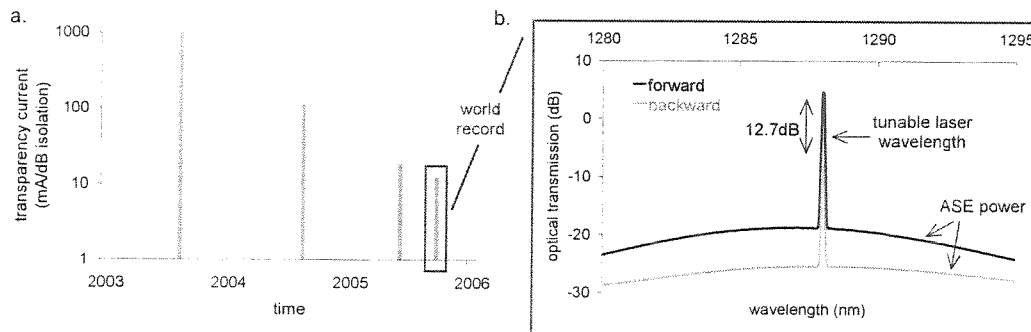 a.
transparency current
(mA/dB isolation)
1000
100
10
1
2003
2004
2005
2006
time
world
record
b.
1280
1285
1290
1295
optical transmission (dB)
10
0
-10
-20
-30
forward
backward
12.7dB
tunable laser
wavelength
ASE power
wavelength (nm)